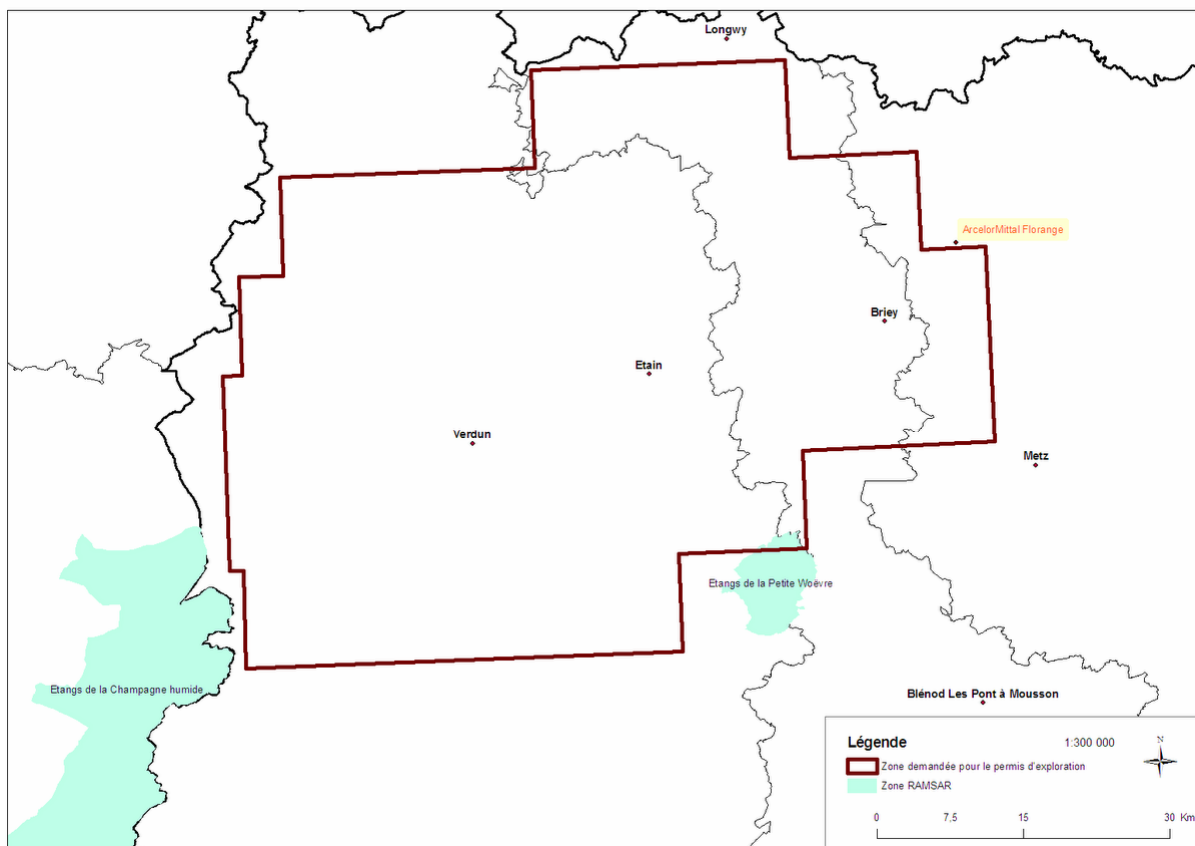 Longwy
ArcelorMittal Florange
Briey
Etain
Verdun
Metz
Etangs de la Petite Woëvre
Etangs de la Champagne humide
Blénod Les Pont à Mousson
Légende
1:300 000
N
Zone demandée pour le permis d'exploration
Zone RAMSAR
0 7,5 15 30 Km